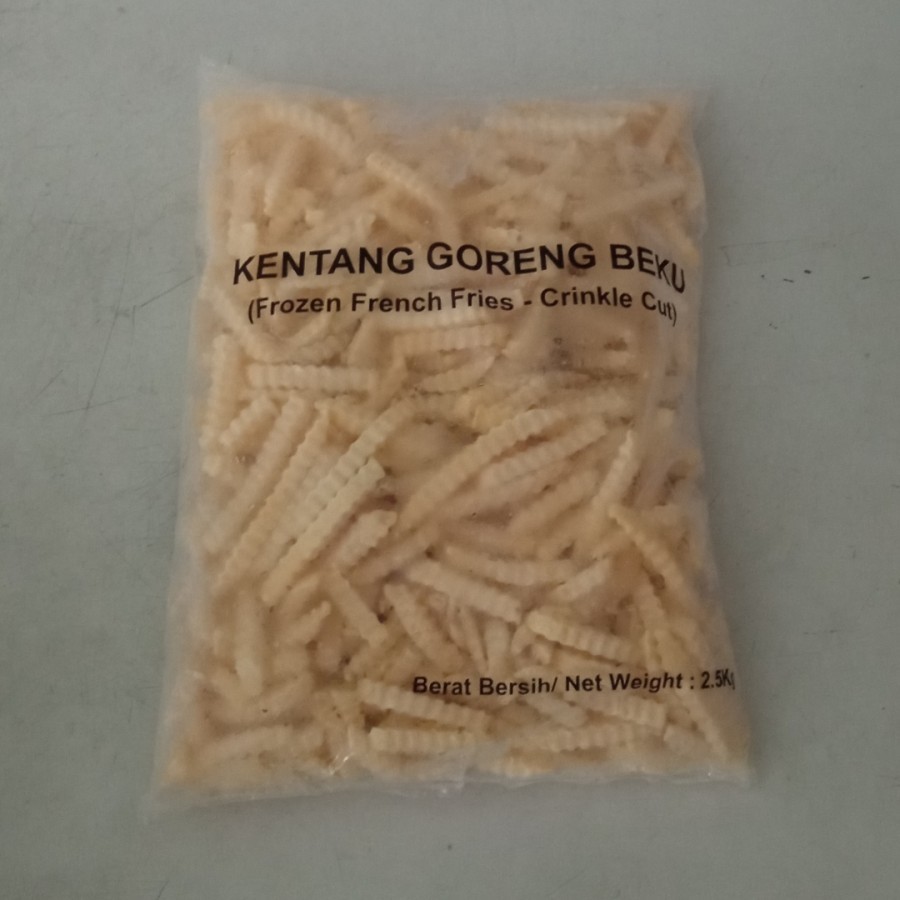 KENTANG GORENG BEKU
(Frozen French Fries - Crinkle Cut)
Berat Bersih/ Net Weight : 2.5Kg